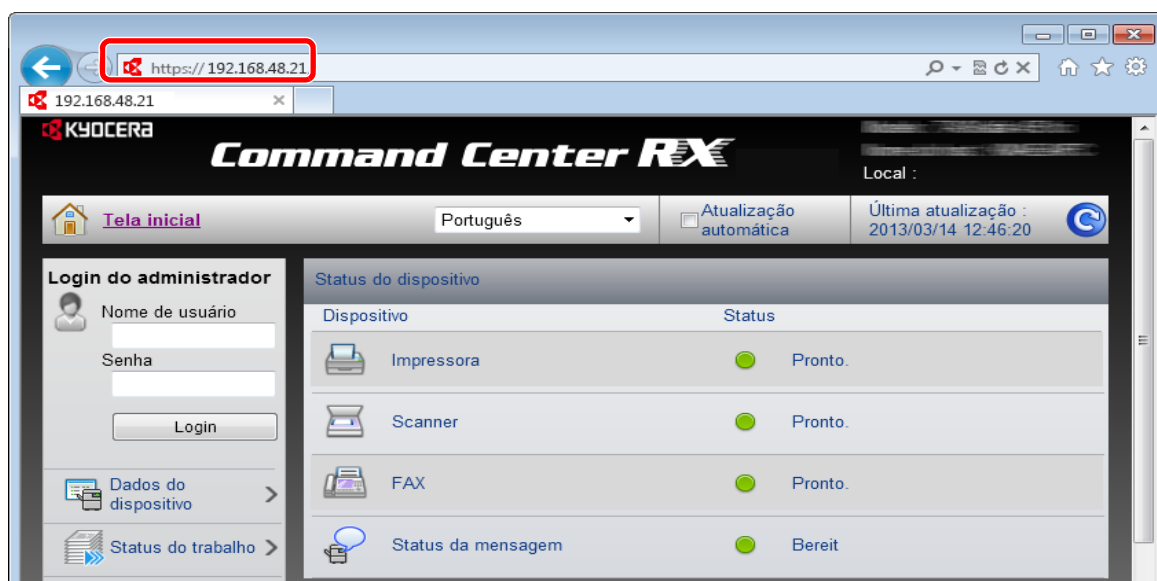 https://192.168.48.21
192.168.48.21
KYOCERA
Command Center RX
Local :
Tela inicial
Português
Atualização
automática
Última atualização :
2013/03/14 12:46:20
Login do administrador
Nome de usuário
Senha
Login
Dados do
dispositivo
Status do trabalho
Status do dispositivo
Dispositivo Status
Impressora Pronto.
Scanner Pronto.
FAX Pronto.
Status da mensagem Bereit